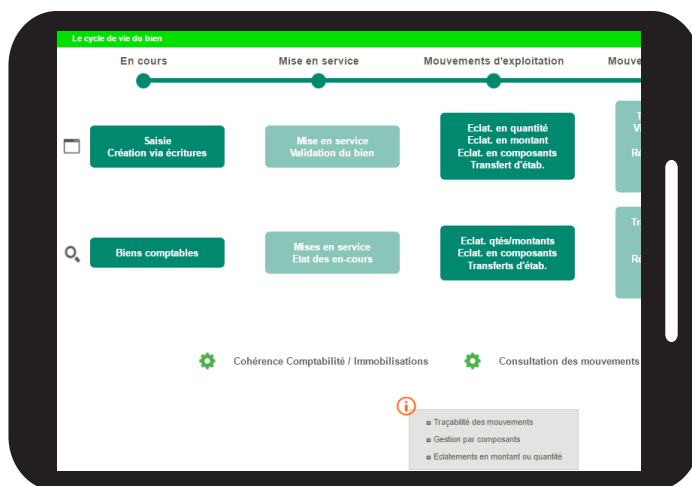 Le cycle de vie du bien
En cours
Mise en service
Mouvements d'exploitation
Saisie
Création via écritures
Mise en service
Validation du bien
Eclat. en quantité
Eclat. en montant
Eclat. en composants
Transfert d'étab.
Biens comptables
Mises en service
Etat des en-cours
Eclat. qtés/montants
Eclat. en composants
Transferts d'étab.
Cohérence Comptabilité / Immobilisations
Consultation des mouvements
Traçabilité des mouvements
Gestion par composants
Eclatements en montant ou quantité